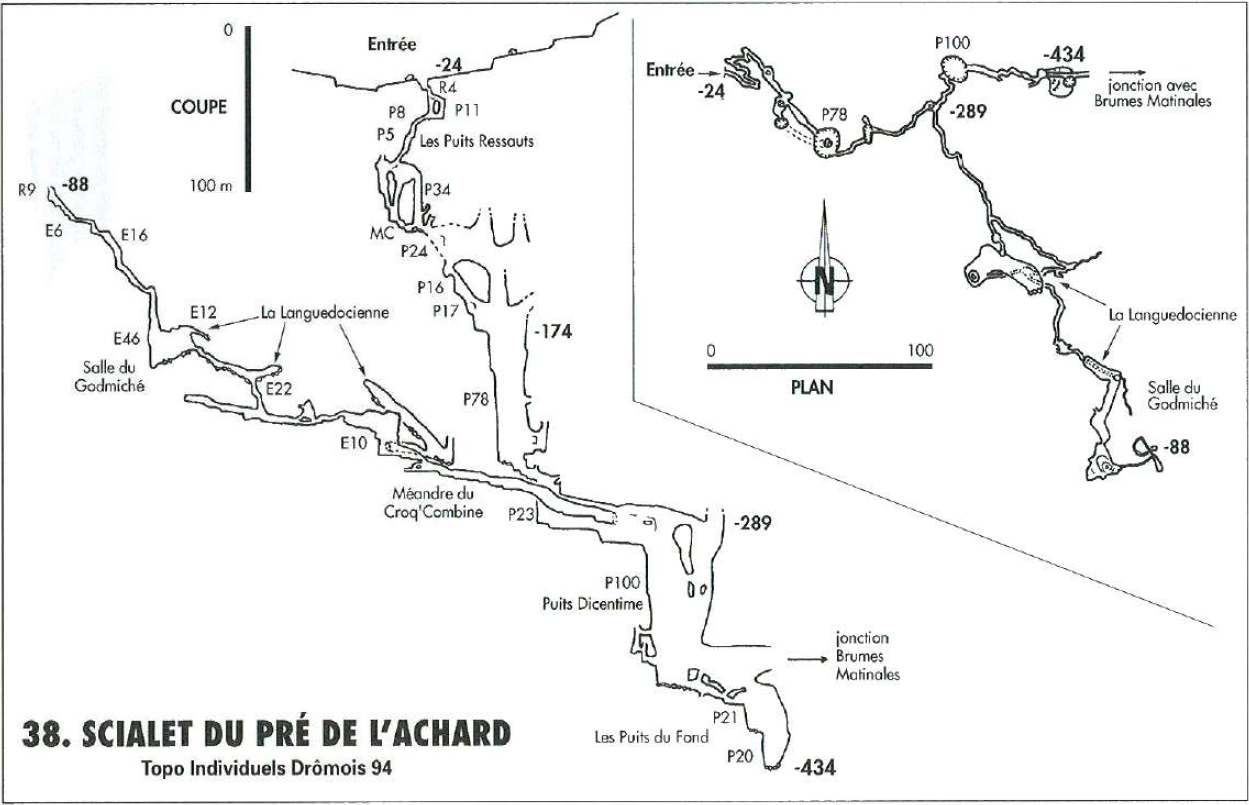 0
COUPE
100 m
Entrée
-24
R4
P8
P11
P5
Les Puits Ressauts
P34
MC
P24
P16
P17
-174
P78
R9
-88
E6
E16
E12
La Languedocienne
E46
Salle du
Godmiché
E22
E10
Méandre du
Croq'Combine
P23
-289
P100
Puits Dicentime
jonction
Brumes
Matinales
P21
Les Puits du Fond
P20
-434
P100
-434
Entrée
-24
jonction avec
Brumes Matinales
P78
-289
N
La Languedocienne
0
100
PLAN
Salle du
Godmiché
-88
38. SCIALET DU PRÉ DE L'ACHARD
Topo Individuels Drômois 94